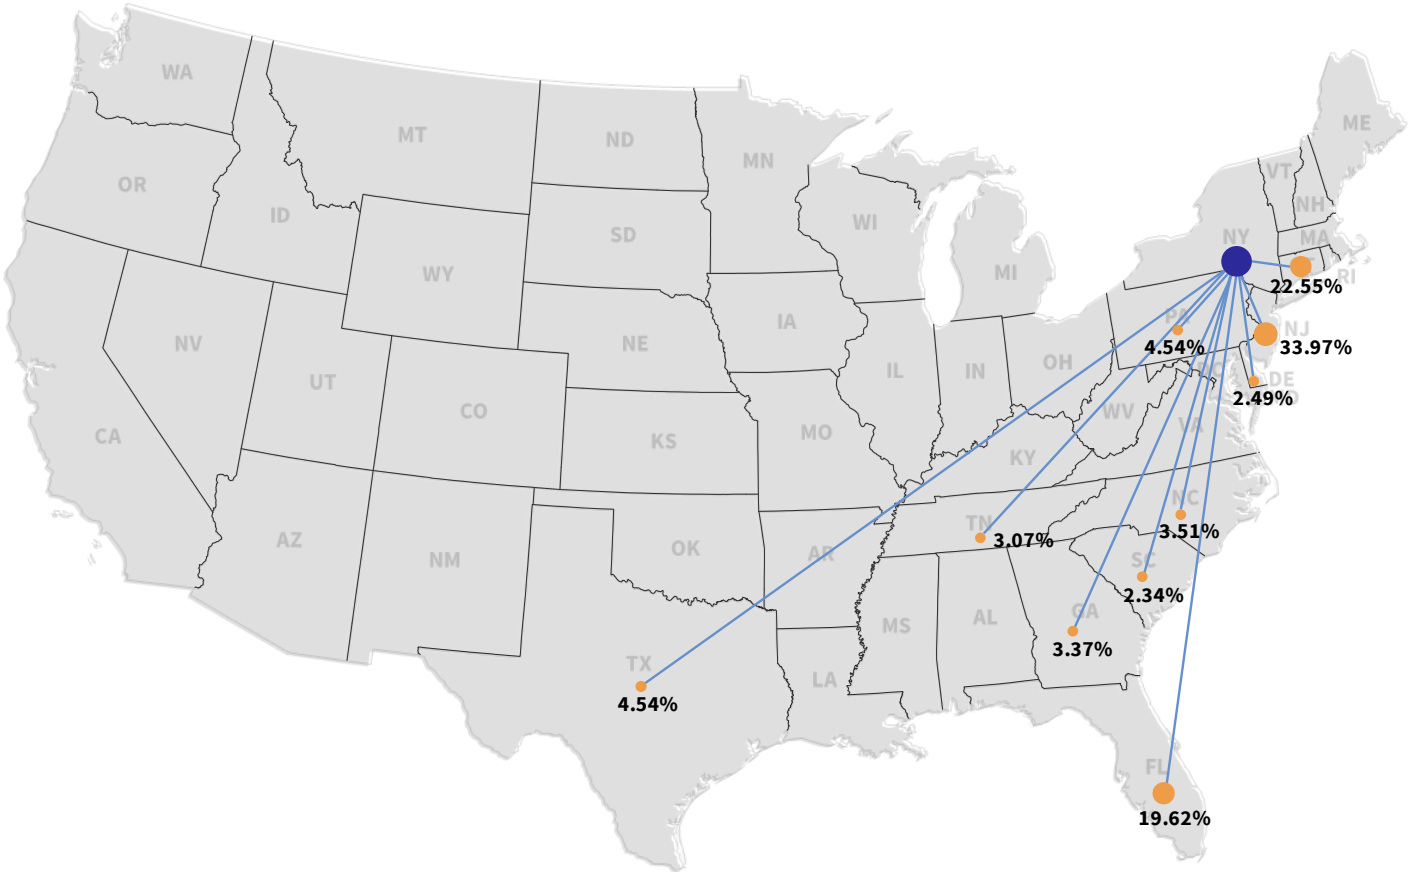 WA
ME
MT
ND
MN
VT
OR
NH
ID
WI
SD
NY
MA
WY
MI
RI
22.55%
PA
IA
NJ
NV
NE
4.54%
33.97%
OH
UT
IL
IN
DE
2.49%
CO
WV
VA
CA
KS
MO
KY
NC
TN
3.51%
AZ
3.07%
OK
AR
NM
SC
2.34%
GA
MS
AL
3.37%
TX
LA
4.54%
FL
19.62%